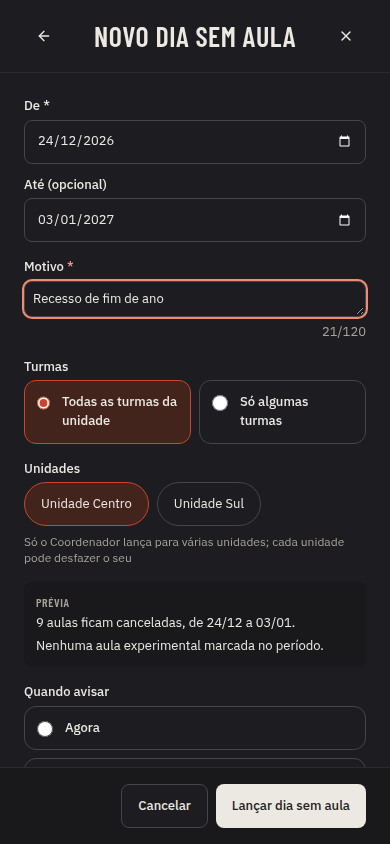 NOVO DIA SEM AULA
De *
24/12/2026
Até (opcional)
03/01/2027
Motivo *
Recesso de fim de ano
21/120
Turmas
Todas as turmas da
unidade
Só algumas
turmas
Unidades
Unidade Centro
Unidade Sul
Só o Coordenador lança para várias unidades; cada unidade
pode desfazer o seu
PRÉVIA
9 aulas ficam canceladas, de 24/12 a 03/01.
Nenhuma aula experimental marcada no período.
Quando avisar
Agora
Cancelar
Lançar dia sem aula